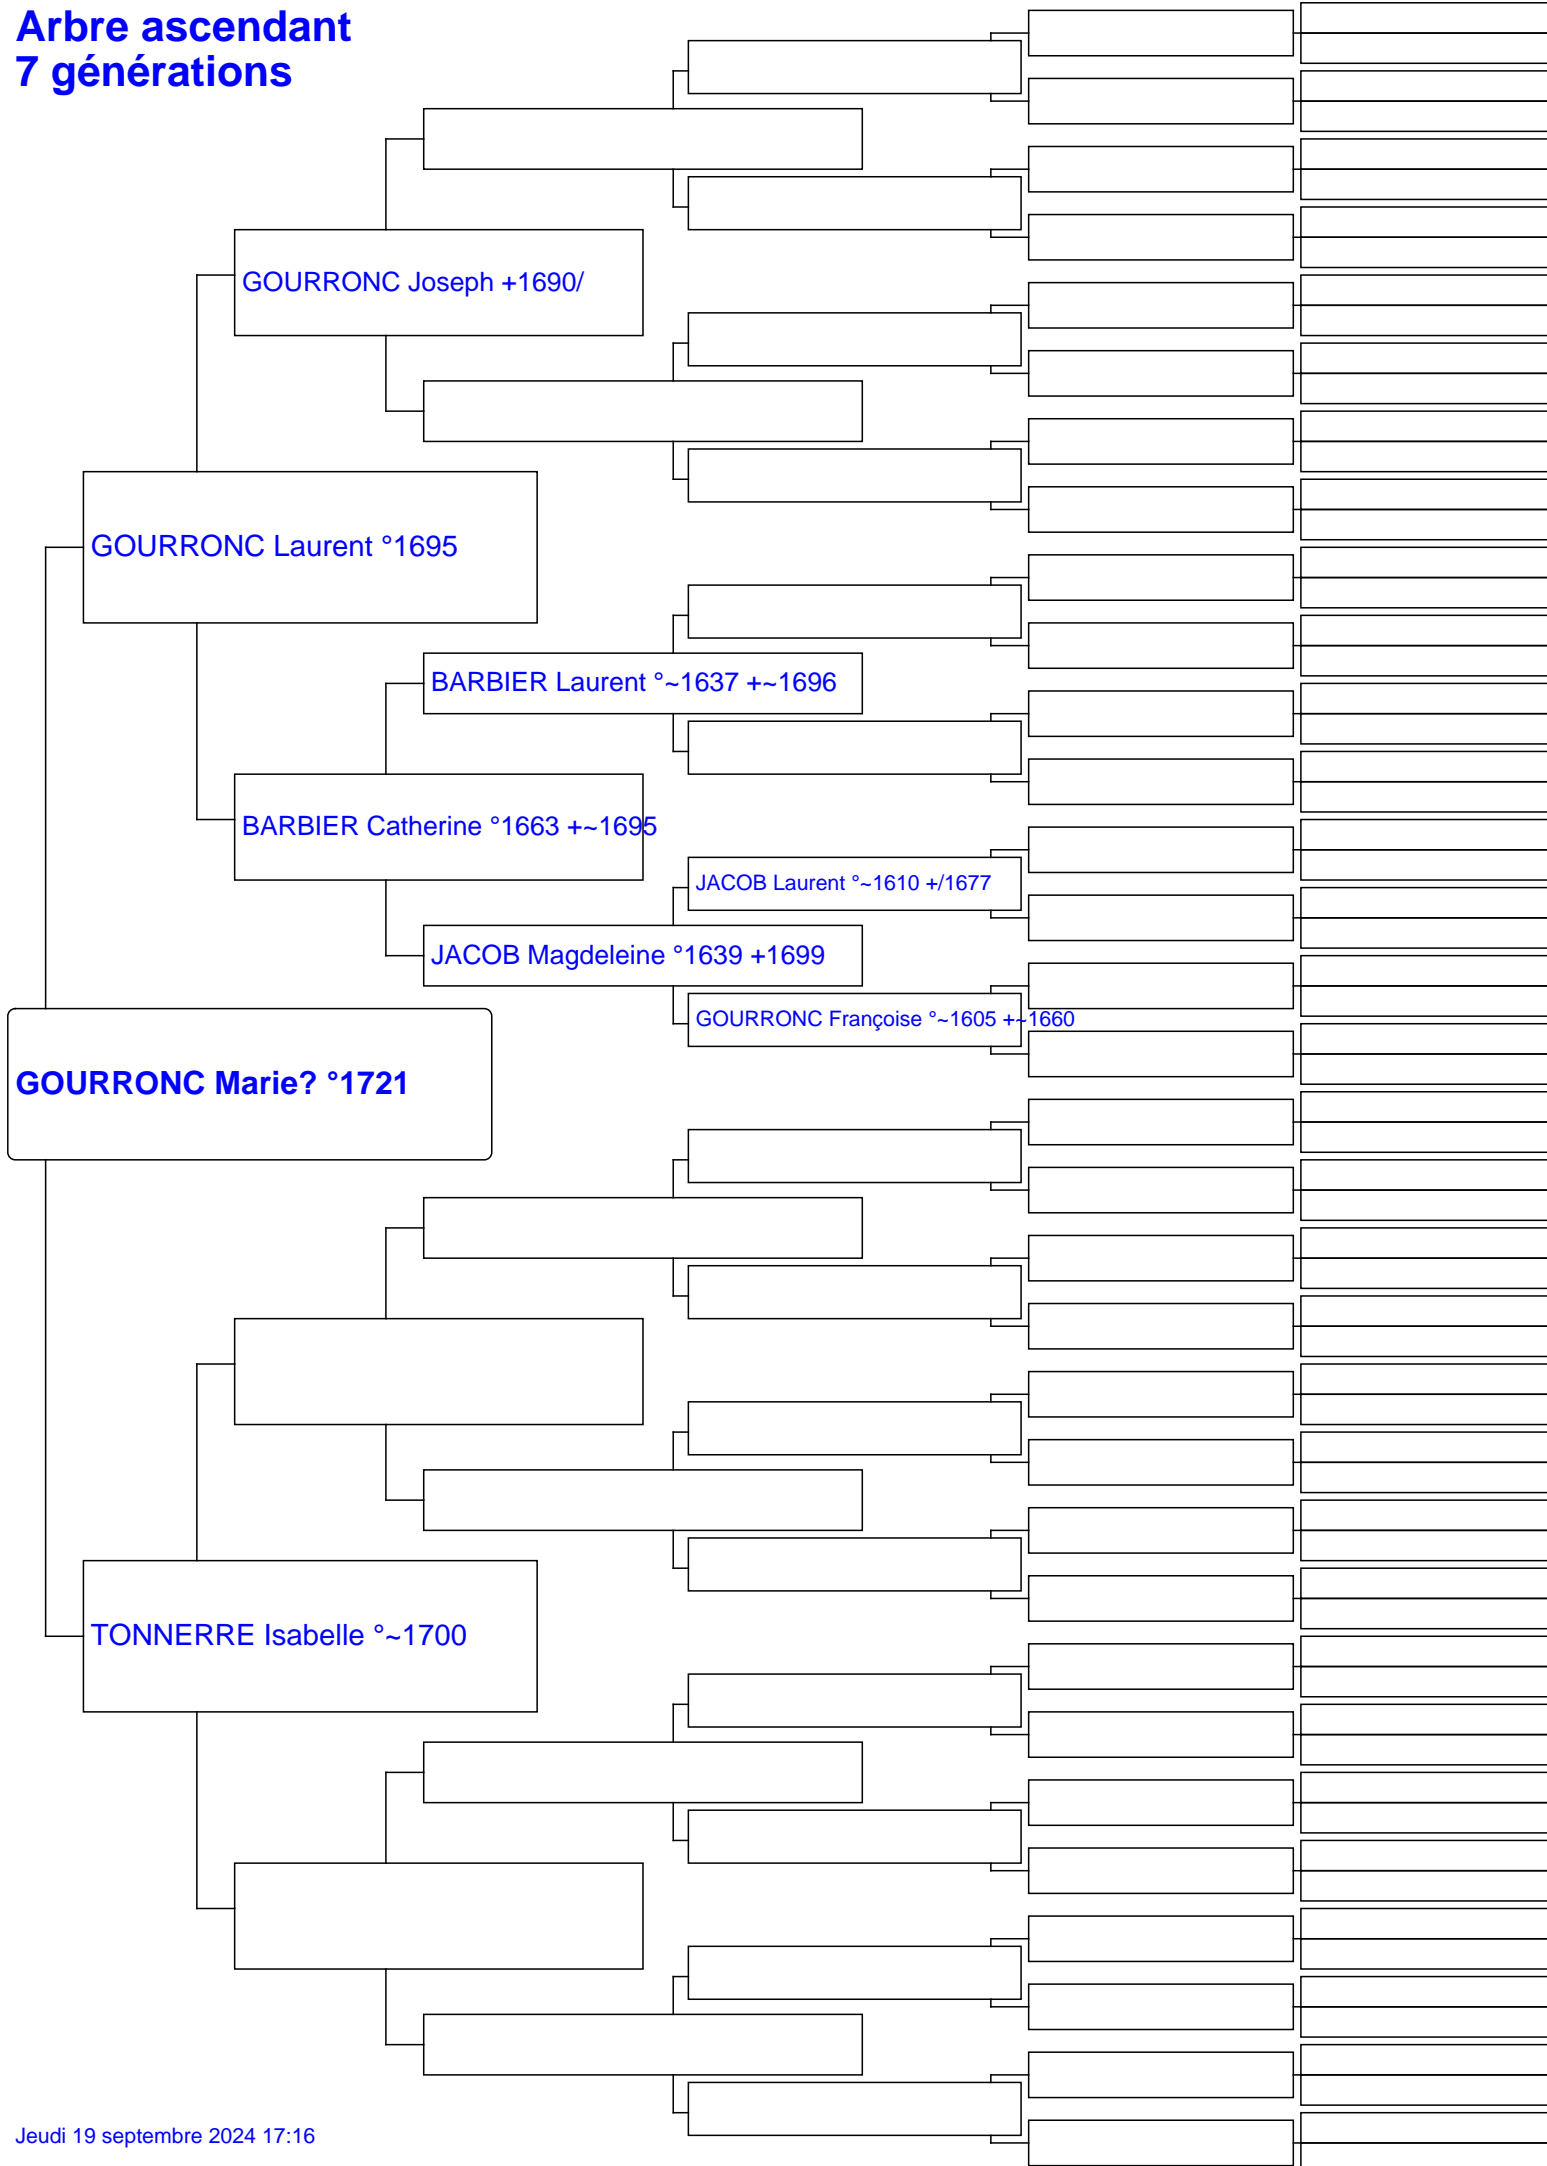 Arbre ascendant
7 générations
GOURRONC Joseph +1690/
GOURRONC Laurent °1695
BARBIER Laurent °~1637 +~1696
BARBIER Catherine °1663 +~1695
JACOB Laurent °~1610 +/1677
JACOB Magdeleine °1639 +1699
GOURRONC Françoise °~1605 +~1660
GOURRONC Marie? °1721
TONNERRE Isabelle °~1700
Jeudi 19 septembre 2024 17:16